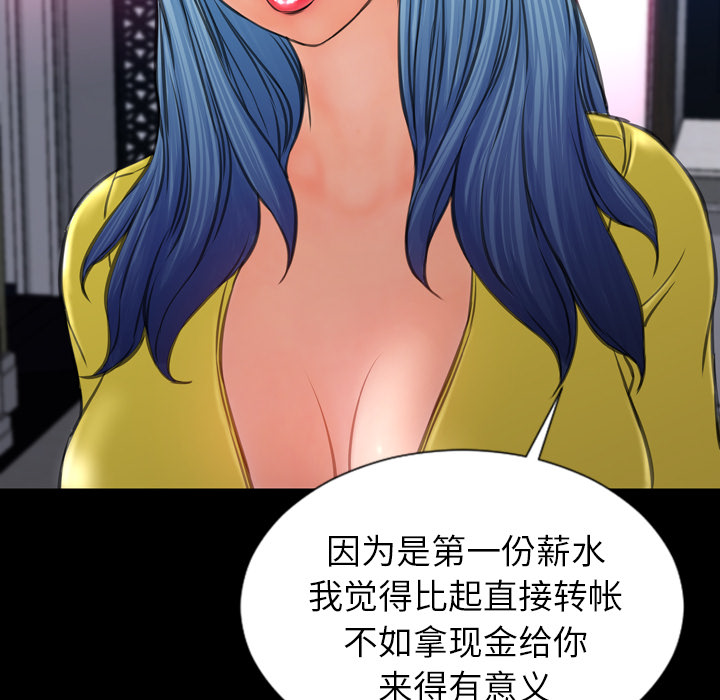 因为是第一份薪水
我觉得比起直接转帐
不如拿现金给你
来得有意义